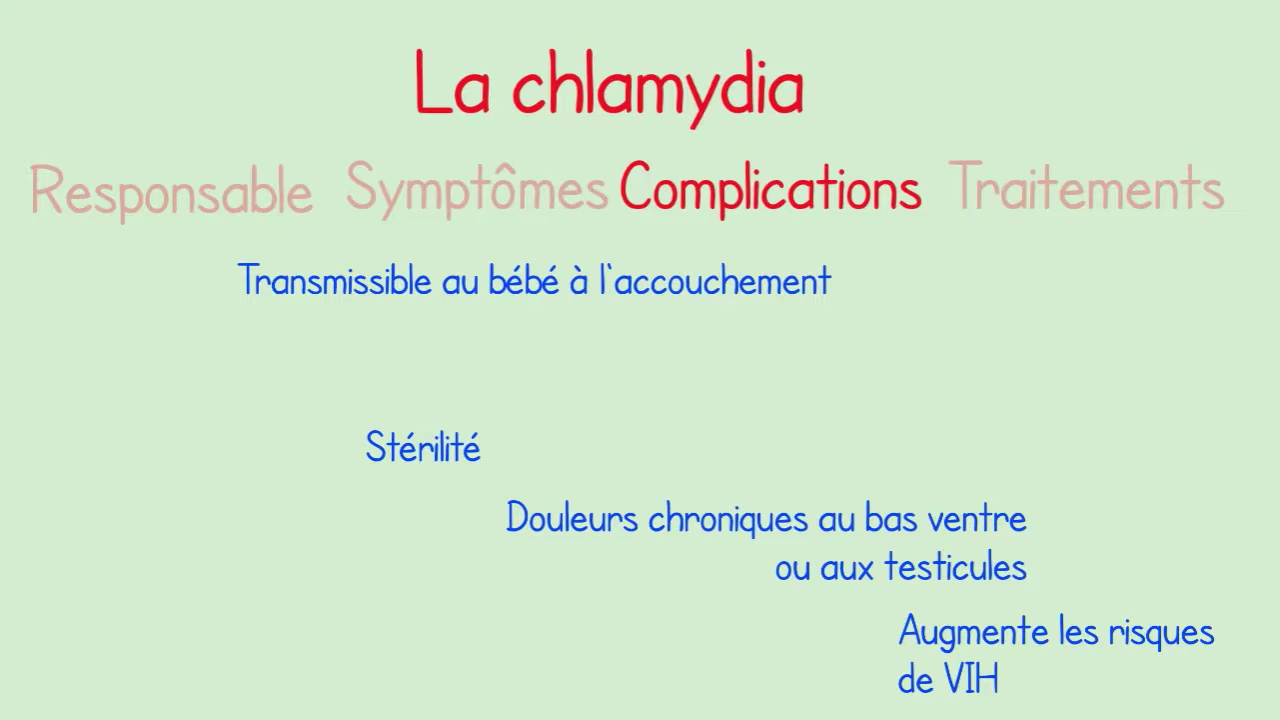 La chlamydia
Responsable Symptômes Complications Traitements
Transmissible au bébé à l'accouchement
Stérilité
Douleurs chroniques au bas ventre
ou aux testicules
Augmente les risques
de VIH